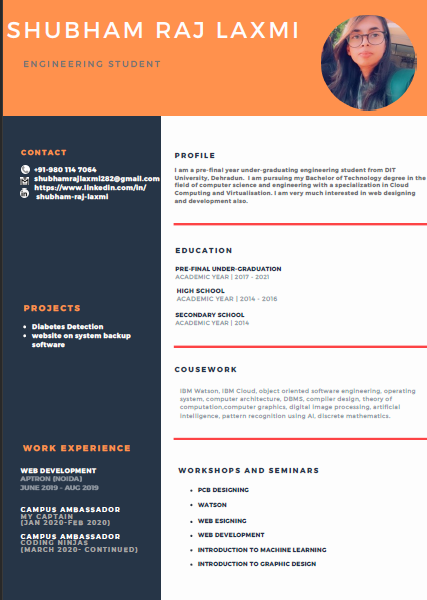 SHUBHAM RAJ LAXMI
ENGINEERING STUDENT
CONTACT
+91-980 114 7064
shubhamrajlaxmi282@gmail.com
https://www.linkedin.com/in/
shubham-raj-laxmi
PROJECTS
Diabetes Detection
website on system backup
software
WORK EXPERIENCE
WEB DEVELOPMENT
APTRON (NOIDA)
JUNE 2019 - AUG 2019
CAMPUS AMBASSADOR
MY CAPTAIN
(JAN 2020-FEB 2020)
CAMPUS AMBASSADOR
CODING NINJAS
(MARCH 2020- CONTINUED)
PROFILE
I am a pre-final year under-graduating engineering student from DIT
University, Dehradun. I am pursuing my Bachelor of Technology degree in the
field of computer science and engineering with a specialization in Cloud
Computing and Virtualisation. I am very much interested in web designing
and development also.
EDUCATION
PRE-FINAL UNDER-GRADUATION
ACADEMIC YEAR | 2017 - 2021
HIGH SCHOOL
ACADEMIC YEAR | 2014 - 2016
SECONDARY SCHOOL
ACADEMIC YEAR | 2014
COUSEWORK
IBM Watson, IBM Cloud, object oriented software engineering, operating
system, computer architecture, DBMS, compiler design, theory of
computation,computer graphics, digital image processing, artificial
intelligence, pattern recognition using AI, discrete mathematics.
WORKSHOPS AND SEMINARS
PCB DESIGNING
WATSON
WEB ESIGNING
WEB DEVELOPMENT
INTRODUCTION TO MACHINE LEARNING
INTRODUCTION TO GRAPHIC DESIGN